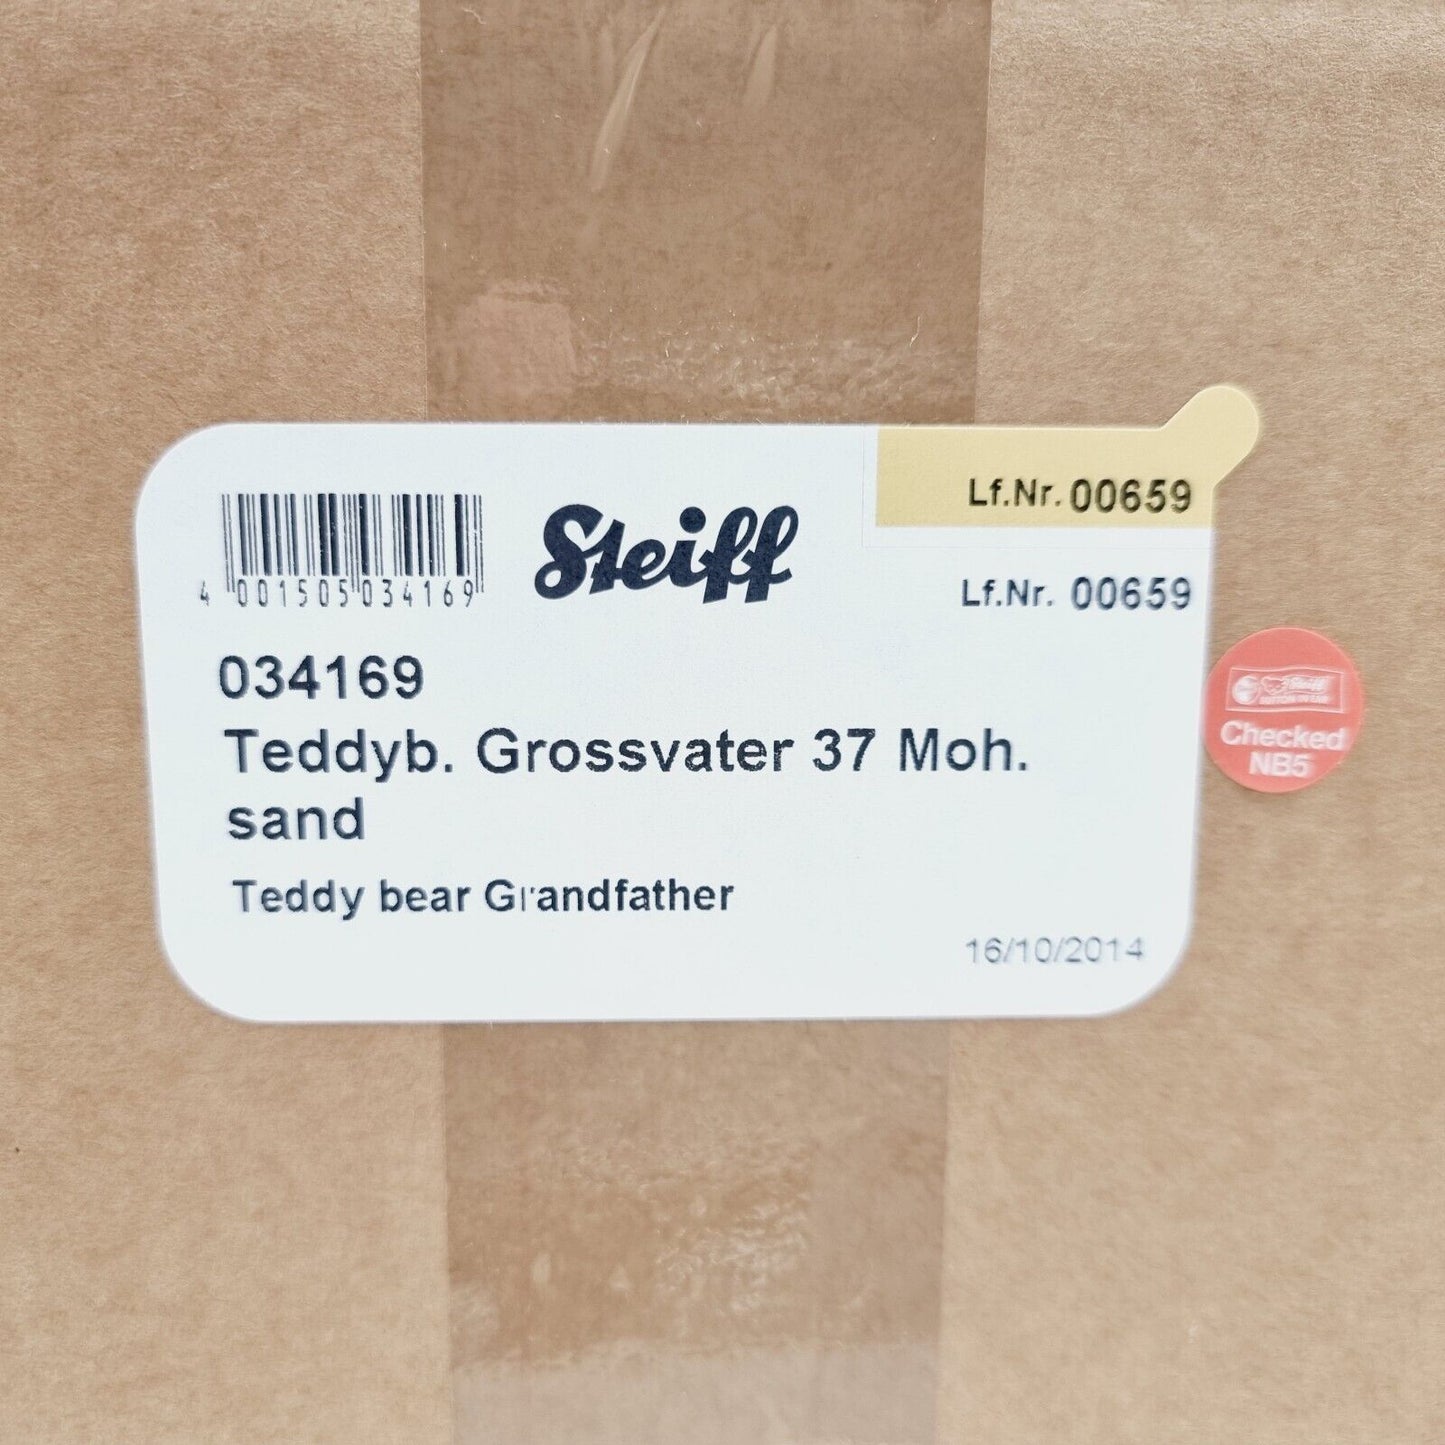 Lf.Nr. 00659
4 001505 034169
Steiff
Lf.Nr. 00659
034169
Teddyb. Grossvater 37 Moh.
sand
Teddy bear Grandfather
16/10/2014
Steiff
Checked
NB5